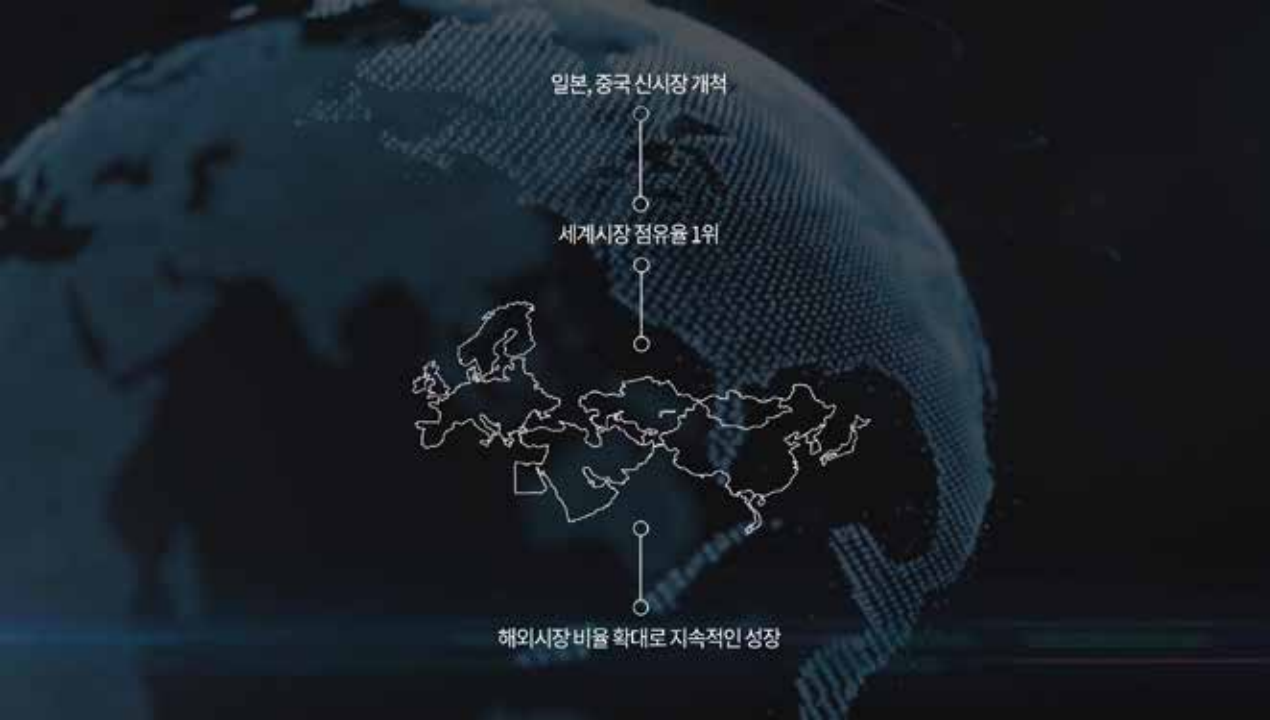 일본, 중국 신시장 개척
세계시장 점유율 1위
해외시장 비율 확대로 지속적인 성장